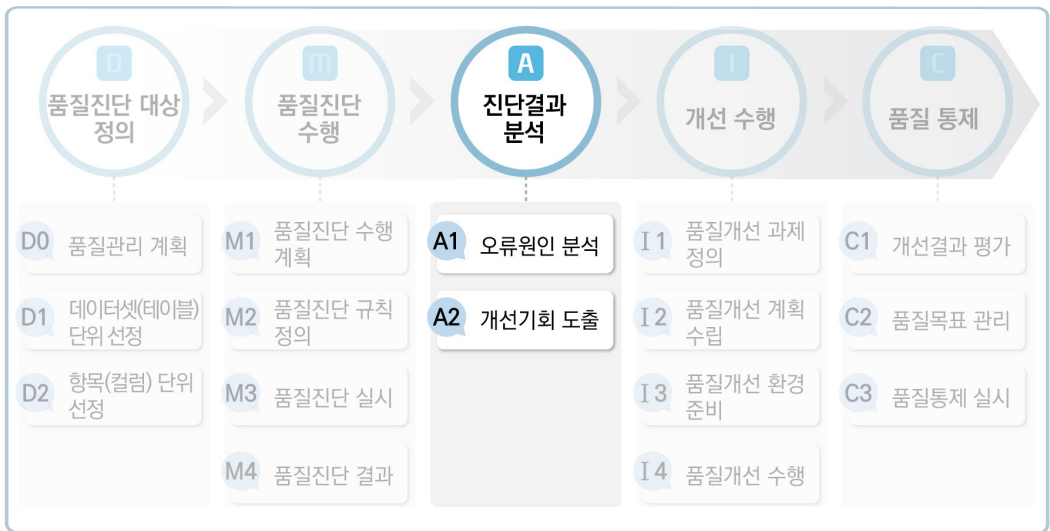 D
품질진단 대상
정의
m
품질진단
수행
A
진단결과
분석
I
개선 수행
C
품질 통제
D0 품질관리 계획
D1 데이터셋(테이블)
단위 선정
D2 항목(컬럼) 단위
선정
M1 품질진단 수행
계획
M2 품질진단 규칙
정의
M3 품질진단 실시
M4 품질진단 결과
A1 오류원인 분석
A2 개선기회 도출
I 1 품질개선 과제
정의
I 2 품질개선 계획
수립
I 3 품질개선 환경
준비
I 4 품질개선 수행
C1 개선결과 평가
C2 품질목표 관리
C3 품질통제 실시